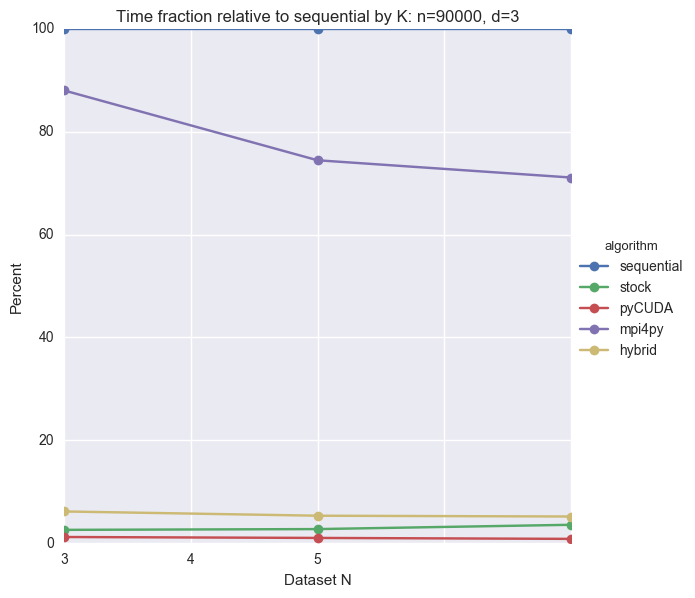 Time fraction relative to sequential by K: n=90000, d=3
100
80
60
40
20
0
Percent
3 4 5
Dataset N
algorithm
sequential
stock
pyCUDA
mpi4py
hybrid